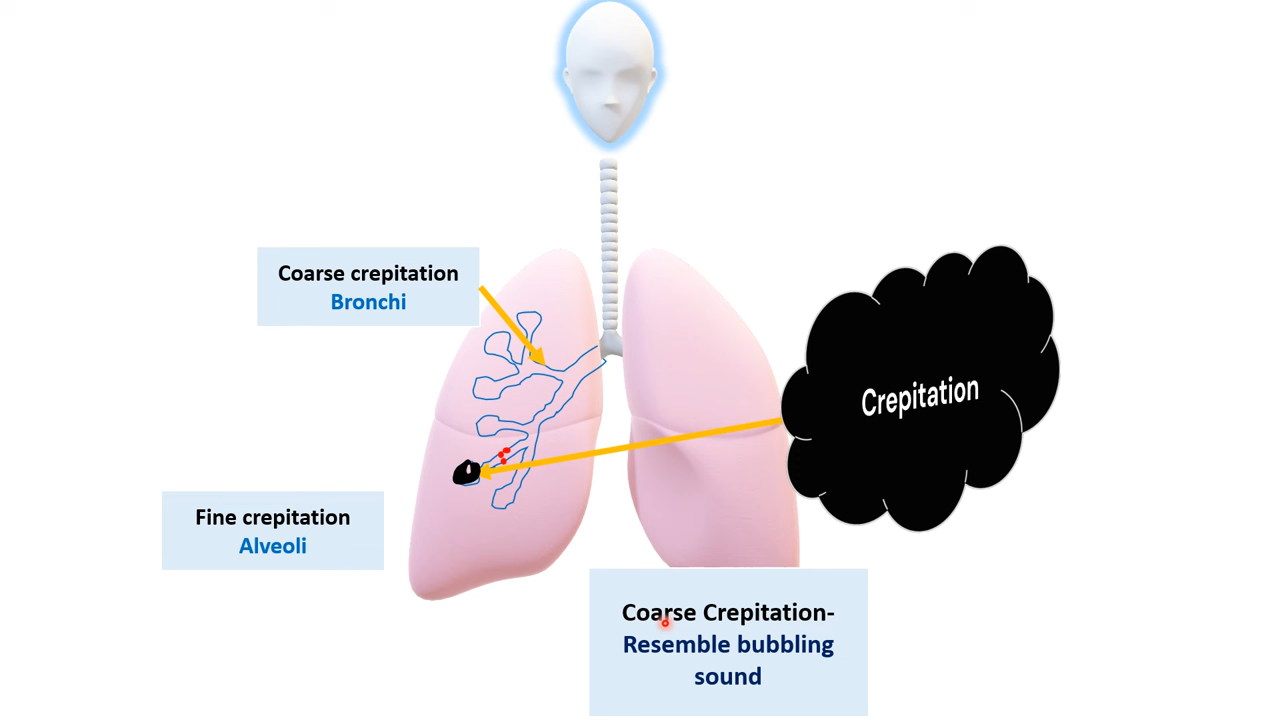 Coarse crepitation
Bronchi
Crepitation
Fine crepitation
Alveoli
Coarse Crepitation-
Resemble bubbling
sound